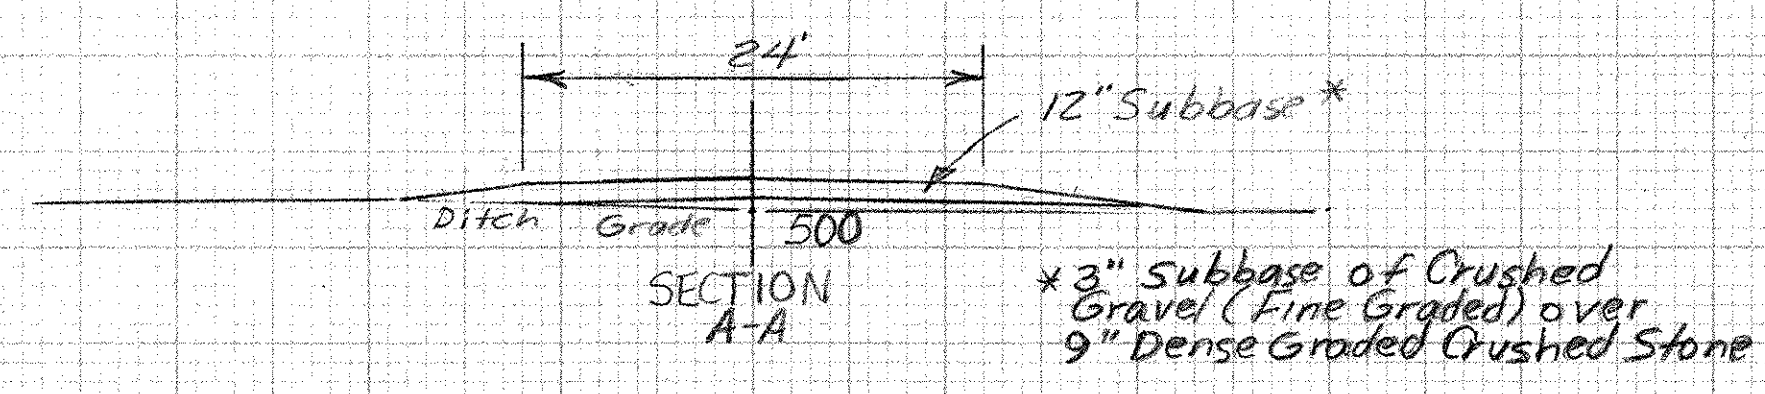 24'
12" Subbase *
Ditch Grade 500
SECTION
A-A
* 3" Subbase of Crushed
Gravel (Fine Graded) over
9" Dense Graded Crushed Stone